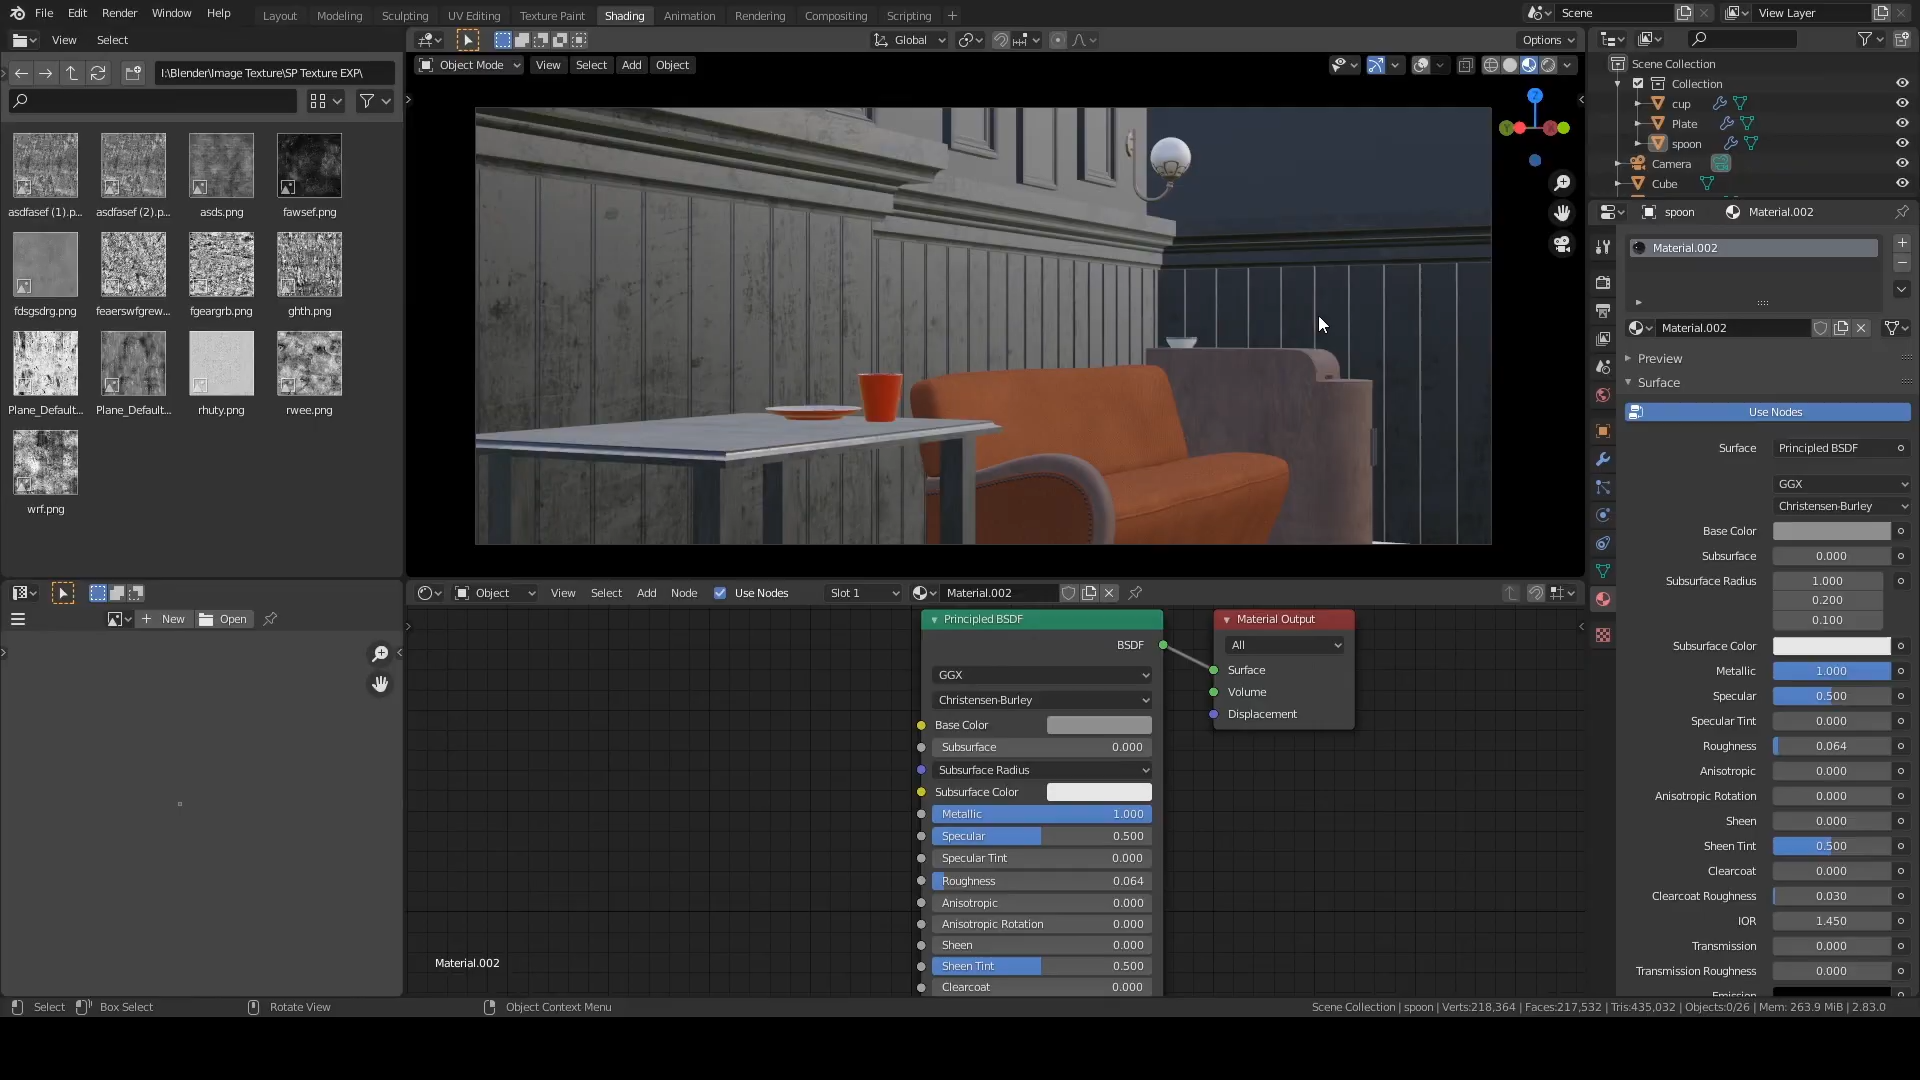 File Edit Render Window Help Layout Modeling Sculpting UV Editing Texture Paint Shading Animation Rendering Compositing Scripting Scene View Layer
View Select Global Options
I:\Blender\Image Texture\SP Texture EXP\
Object Mode View Select Add Object
asdfasef (1).p... asdfasef (2).p... asds.png fawsef.png
fdsgsdrg.png feaerswfgrew... fgeargrb.png ghth.png
Plane_Default... Plane_Default... rhuty.png rwee.png
wrf.png
New Open
Object View Select Add Node Use Nodes Slot 1 Material.002
Principled BSDF
BSDF
GGX
Christensen-Burley
Base Color
Subsurface 0.000
Subsurface Radius
Subsurface Color
Metallic 1.000
Specular 0.500
Specular Tint 0.000
Roughness 0.064
Anisotropic 0.000
Anisotropic Rotation 0.000
Sheen 0.000
Sheen Tint 0.500
Clearcoat 0.000
Material Output
All
Surface
Volume
Displacement
Material.002
Scene Collection
Collection
cup
Plate
spoon
Camera
Cube
spoon Material.002
Material.002
Material.002
Preview
Surface
Use Nodes
Surface Principled BSDF
GGX
Christensen-Burley
Base Color
Subsurface 0.000
Subsurface Radius 1.000
0.200
0.100
Subsurface Color
Metallic 1.000
Specular 0.500
Specular Tint 0.000
Roughness 0.064
Anisotropic 0.000
Anisotropic Rotation 0.000
Sheen 0.000
Sheen Tint 0.500
Clearcoat 0.000
Clearcoat Roughness 0.030
IOR 1.450
Transmission 0.000
Transmission Roughness 0.000
Emission
Select Box Select Rotate View Object Context Menu Scene Collection | spoon | Verts:218,364 | Faces:217,532 | Tris:435,032 | Objects:0/26 | Mem: 263.9 MiB | 2.83.0